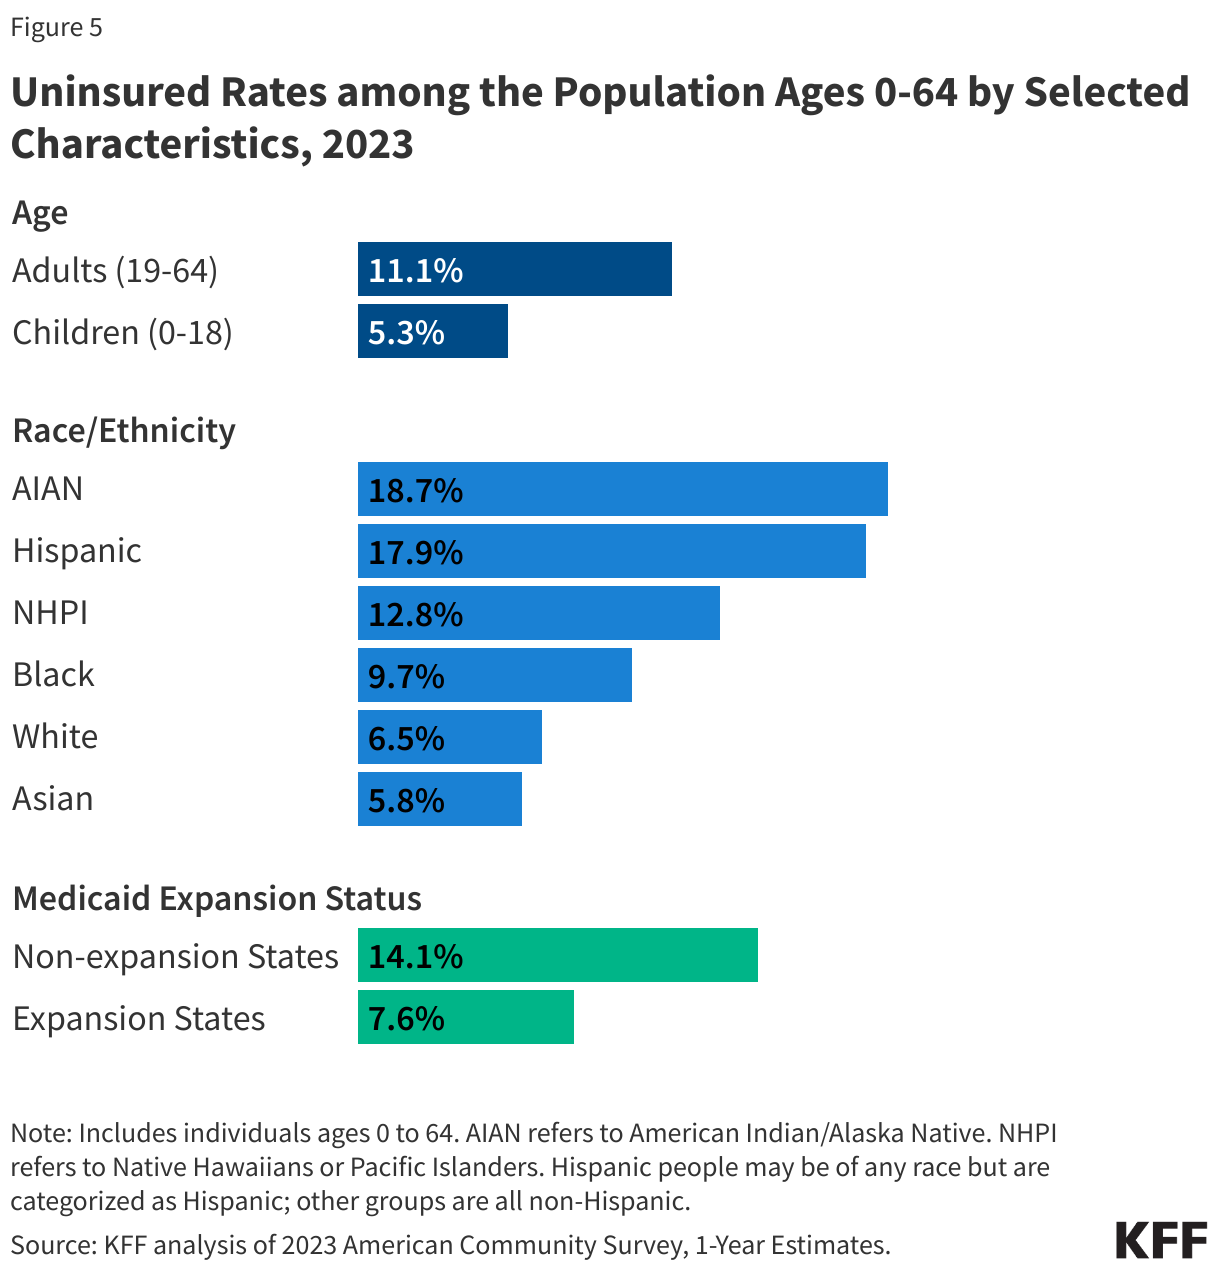 Figure 5
Uninsured Rates among the Population Ages 0-64 by Selected
Characteristics, 2023
Age
Adults (19-64) 11.1%
Children (0-18) 5.3%
Race/Ethnicity
AIAN 18.7%
Hispanic 17.9%
NHPI 12.8%
Black 9.7%
White 6.5%
Asian 5.8%
Medicaid Expansion Status
Non-expansion States 14.1%
Expansion States 7.6%
Note: Includes individuals ages 0 to 64. AIAN refers to American Indian/Alaska Native. NHPI
refers to Native Hawaiians or Pacific Islanders. Hispanic people may be of any race but are
categorized as Hispanic; other groups are all non-Hispanic.
Source: KFF analysis of 2023 American Community Survey, 1-Year Estimates.
KFF